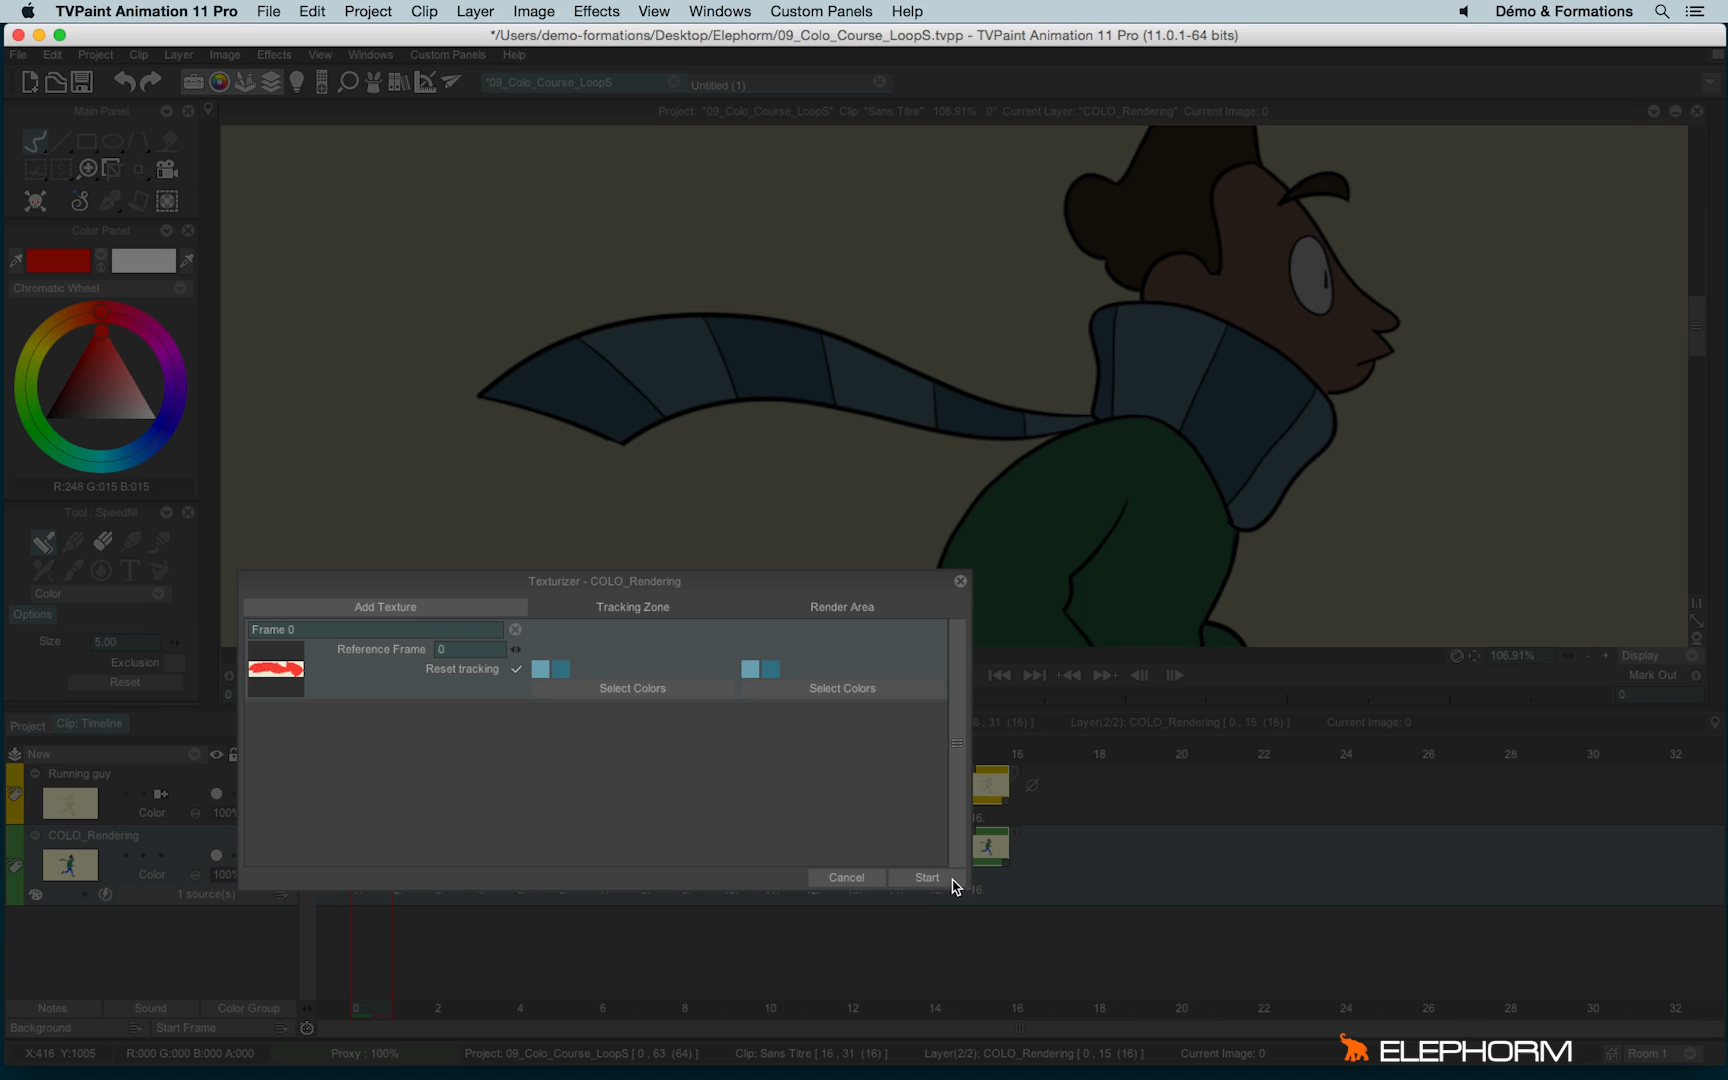 TVPaint Animation 11 Pro File Edit Project Clip Layer Image Effects View Windows Custom Panels Help Démo & Formations
*/Users/demo-formations/Desktop/Elephorm/09_Colo_Course_LoopS.tvpp - TVPaint Animation 11 Pro (11.0.1-64 bits)
File Edit Project Clip Layer Image Effects View Windows Custom Panels Help
*09_Colo_Course_LoopS Untitled (1)
Main Panel Project: "09_Colo_Course_LoopS" Clip: "Sans Titre" 106.91% 0° Current Layer: "COLO_Rendering" Current Image: 0
Color Panel
Chromatic Wheel
R:248 G:015 B:015
Tool : Speedfill
Color
Options
Size 5.00
Exclusion
Reset
Texturizer - COLO_Rendering
Add Texture Tracking Zone Render Area
Frame 0
Reference Frame 0
Reset tracking
Select Colors Select Colors
Cancel Start
1:1
106.91% - + Display
Mark Out
0 0
Project Clip: Timeline 6 , 31 (16) ] Layer(2/2): COLO_Rendering [ 0 , 15 (16) ] Current Image: 0
New 16 18 20 22 24 26 28 30 32
Running guy
Color 100% 16.
COLO_Rendering
Color 100%
1 source(s) 16.
Notes Sound Color Group 0 2 4 6 8 10 12 14 16 18 20 22 24 26 28 30 32
Background Start Frame
X:416 Y:1005 R:000 G:000 B:000 A:000 Proxy : 100% Project: 09_Colo_Course_LoopS [ 0 , 63 (64) ] Clip: Sans Titre [ 16 , 31 (16) ] Layer(2/2): COLO_Rendering [ 0 , 15 (16) ] Current Image: 0 ELEPHORM Room 1